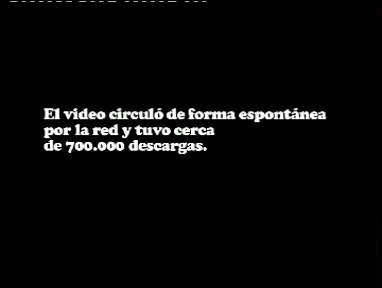 El video circuló de forma espontánea
por la red y tuvo cerca
de 700.000 descargas.